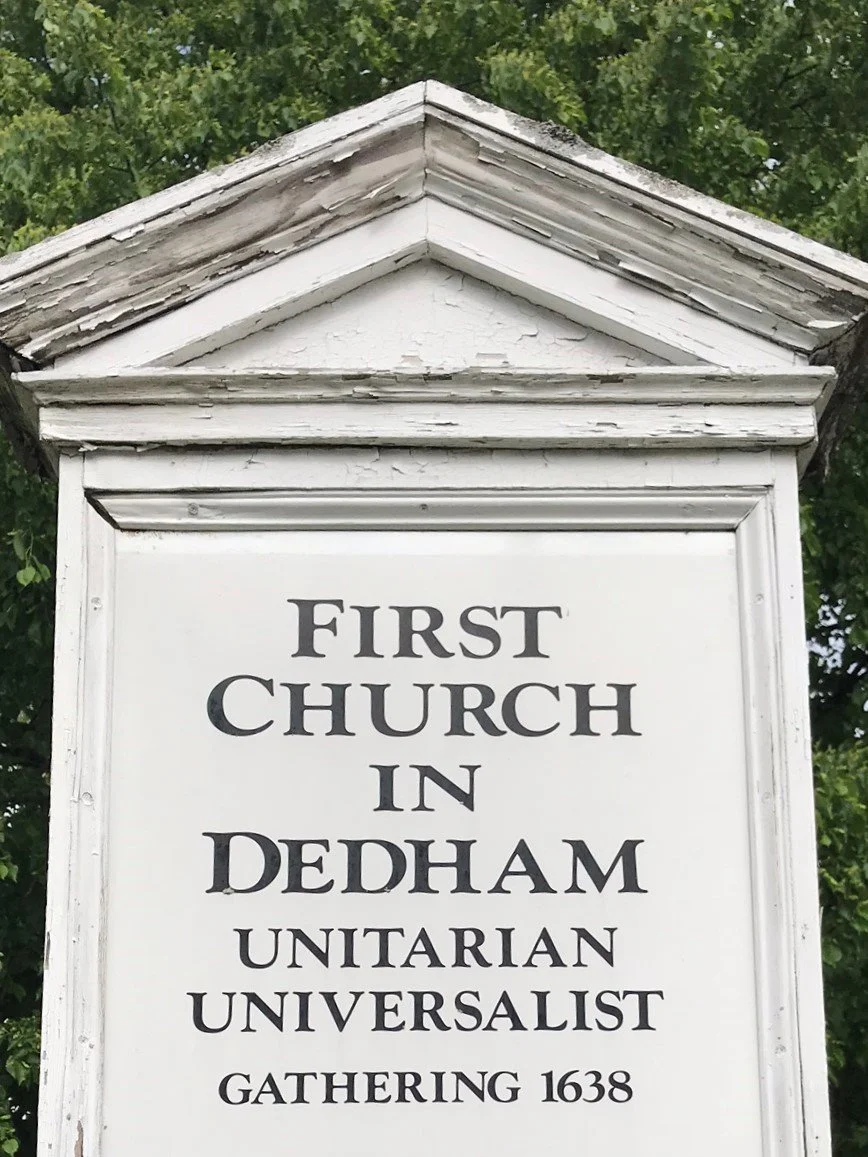 FIRST
CHURCH
IN
DEDHAM
UNITARIAN
UNIVERSALIST
GATHERING 1638